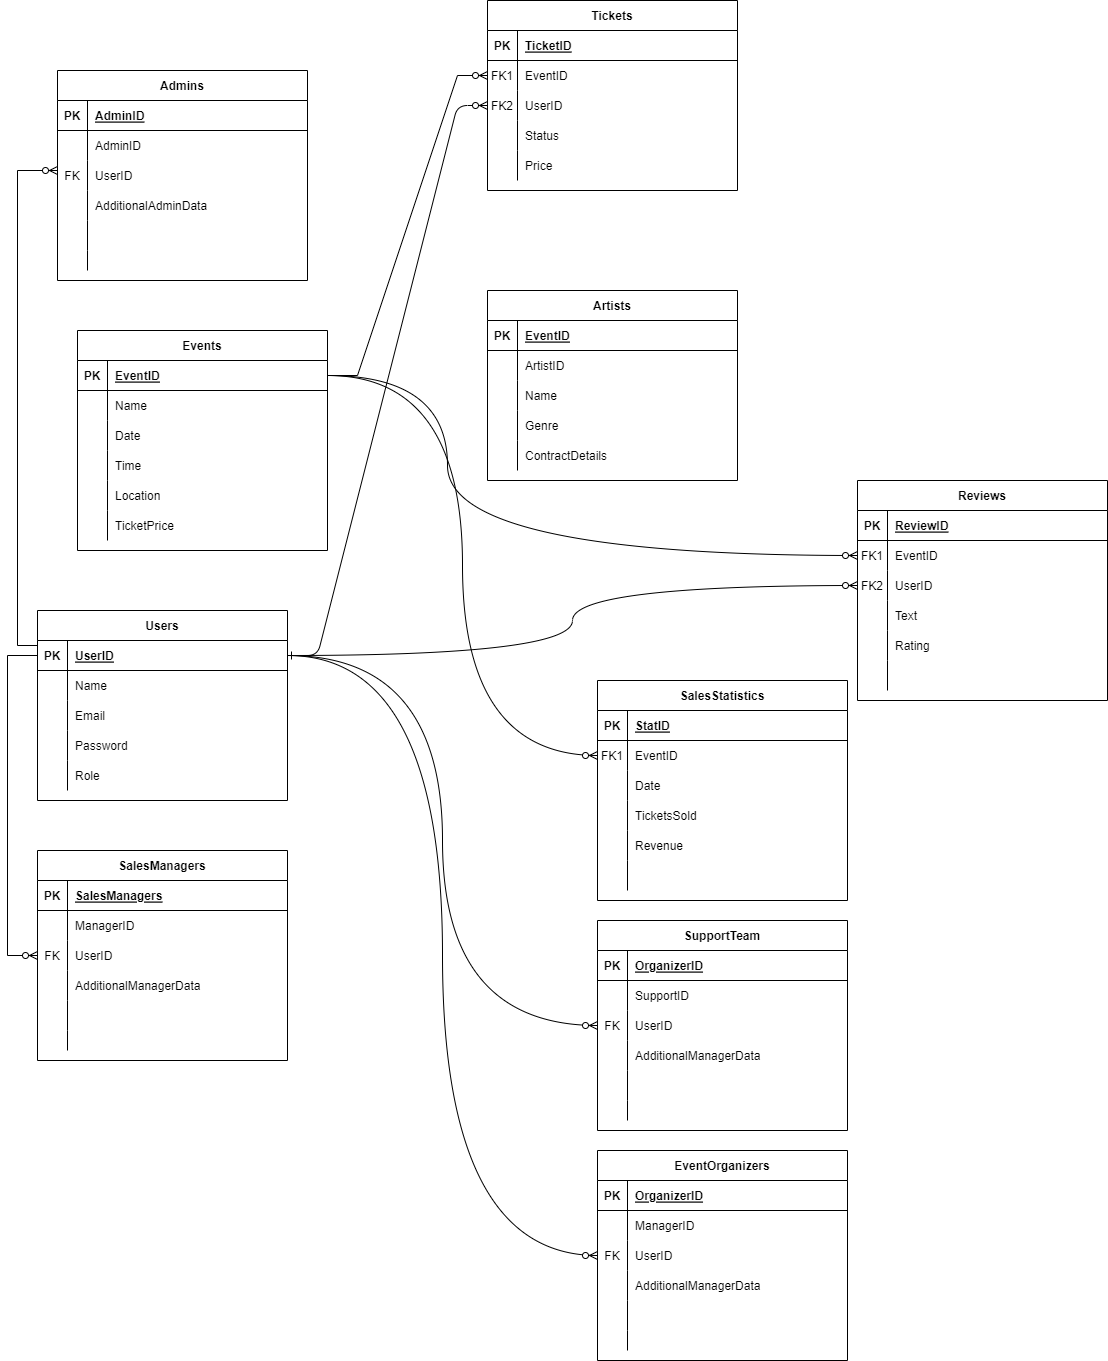 Tickets
PK TicketID
FK1 EventID
FK2 UserID
Status
Price
Admins
PK AdminID
AdminID
FK UserID
AdditionalAdminData
Artists
PK EventID
ArtistID
Name
Genre
ContractDetails
Events
PK EventID
Name
Date
Time
Location
TicketPrice
Reviews
PK ReviewID
FK1 EventID
FK2 UserID
Text
Rating
Users
PK UserID
Name
Email
Password
Role
SalesStatistics
PK StatID
FK1 EventID
Date
TicketsSold
Revenue
SalesManagers
PK SalesManagers
ManagerID
FK UserID
AdditionalManagerData
SupportTeam
PK OrganizerID
SupportID
FK UserID
AdditionalManagerData
EventOrganizers
PK OrganizerID
ManagerID
FK UserID
AdditionalManagerData